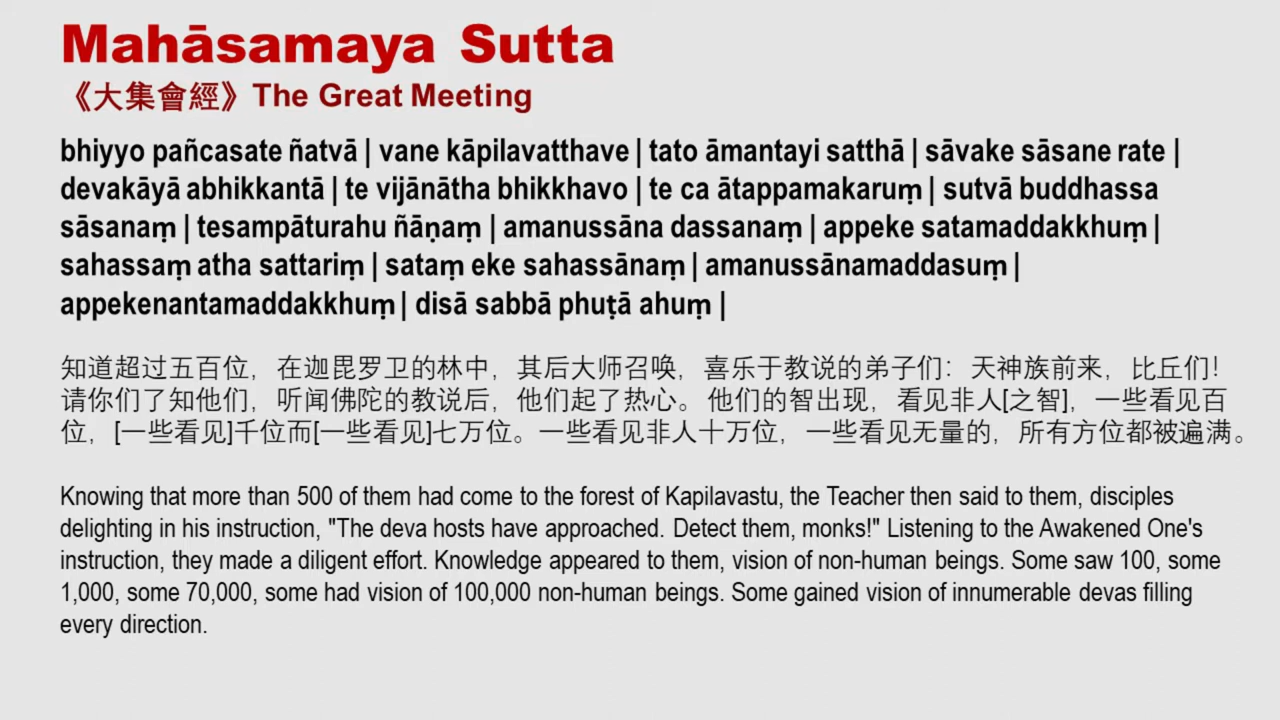 Mahāsamaya Sutta
《大集會經》The Great Meeting
bhiyyo pañcasate ñatvā | vane kāpilavatthave | tato āmantayi satthā | sāvake sāsane rate |
devakāyā abhikkantā | te vijānātha bhikkhavo | te ca ātappamakaruṃ | sutvā buddhassa
sāsanaṃ | tesampāturahu ñāṇaṃ | amanussāna dassanaṃ | appeke satamaddakkhuṃ |
sahassaṃ atha sattariṃ | sataṃ eke sahassānaṃ | amanussānamaddasuṃ |
appekenantamaddakkhuṃ | disā sabbā phuṭā ahuṃ |
知道超过五百位，在迦毘罗卫的林中，其后大师召唤，喜乐于教说的弟子们：天神族前来，比丘们！
请你们了知他们，听闻佛陀的教说后，他们起了热心。他们的智出现，看见非人[之智]，一些看见百
位，[一些看见]千位而[一些看见]七万位。一些看见非人十万位，一些看见无量的，所有方位都被遍满。
Knowing that more than 500 of them had come to the forest of Kapilavastu, the Teacher then said to them, disciples
delighting in his instruction, "The deva hosts have approached. Detect them, monks!" Listening to the Awakened One's
instruction, they made a diligent effort. Knowledge appeared to them, vision of non-human beings. Some saw 100, some
1,000, some 70,000, some had vision of 100,000 non-human beings. Some gained vision of innumerable devas filling
every direction.